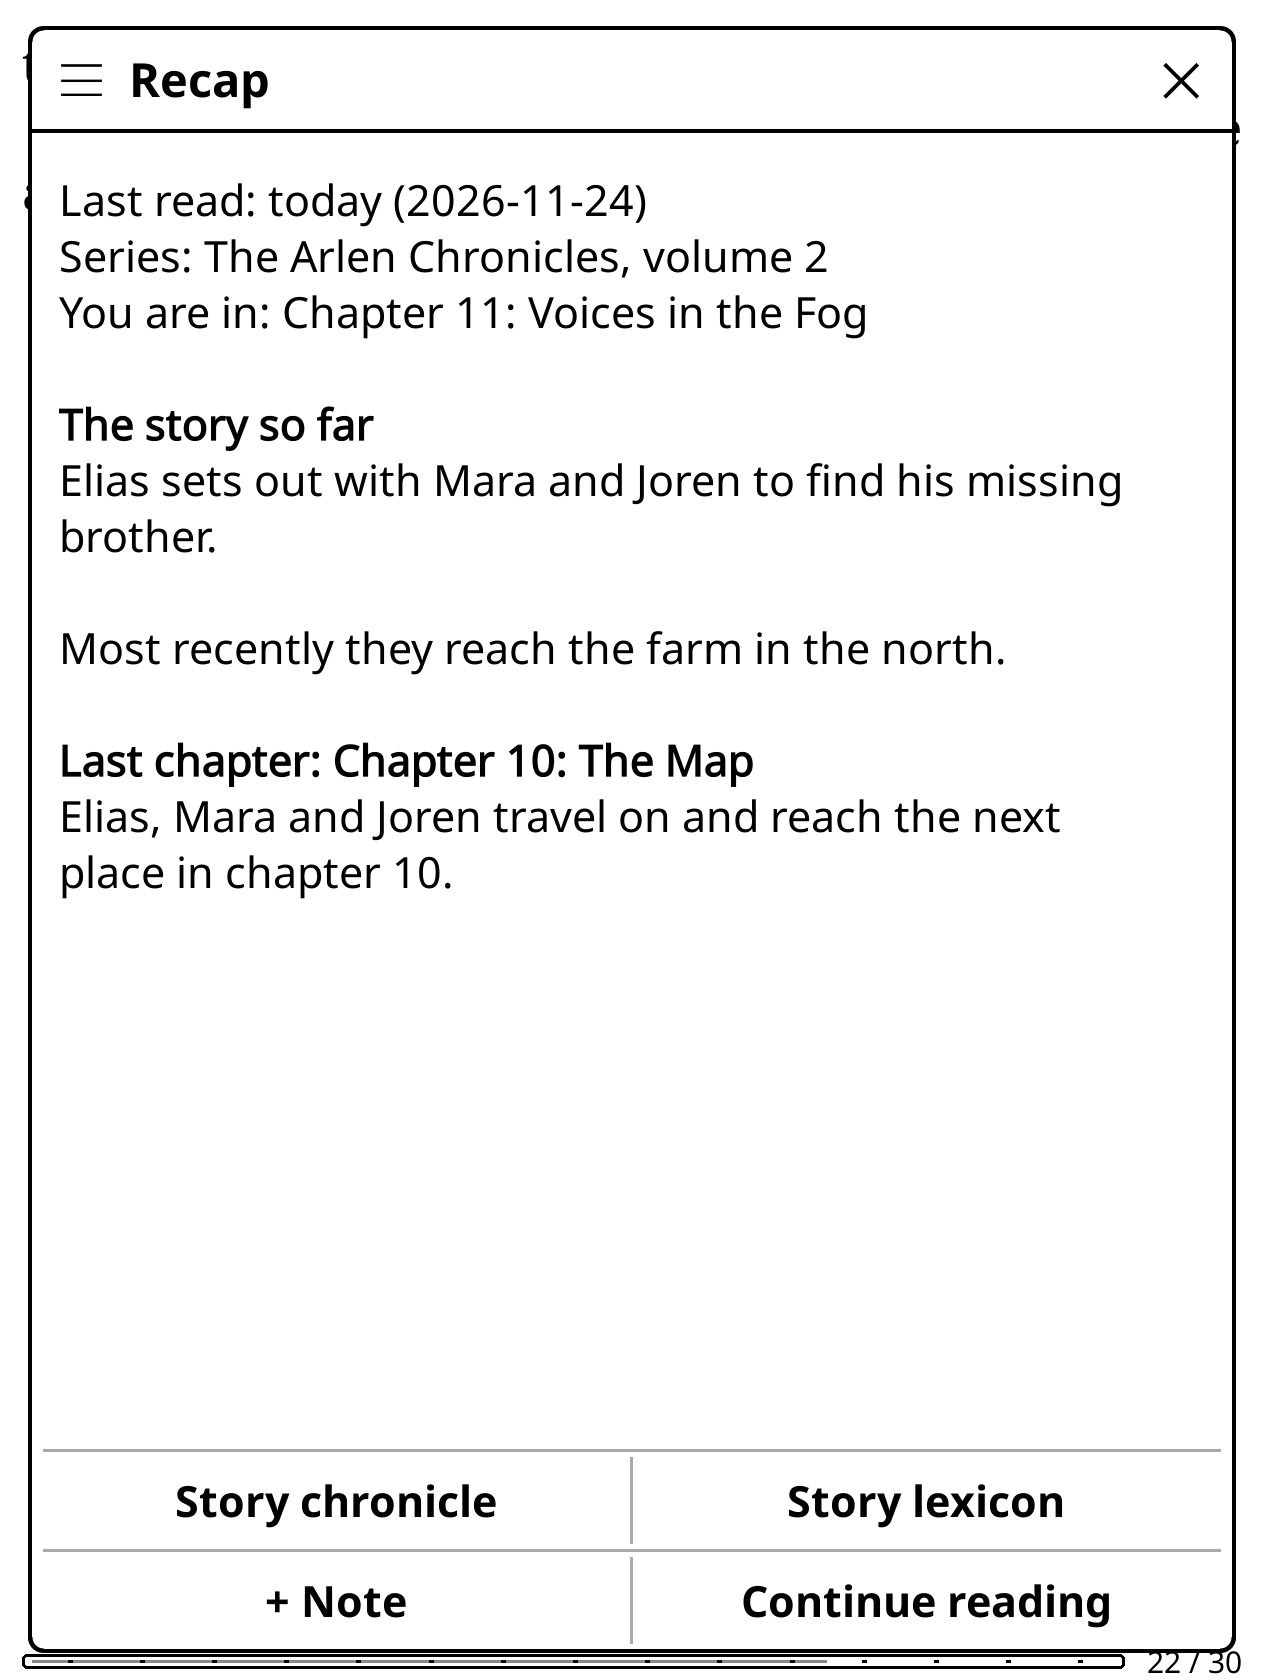 Recap
Last read: today (2026-11-24)
Series: The Arlen Chronicles, volume 2
You are in: Chapter 11: Voices in the Fog
The story so far
Elias sets out with Mara and Joren to find his missing
brother.
Most recently they reach the farm in the north.
Last chapter: Chapter 10: The Map
Elias, Mara and Joren travel on and reach the next
place in chapter 10.
Story chronicle
Story lexicon
+ Note
Continue reading
22 / 30